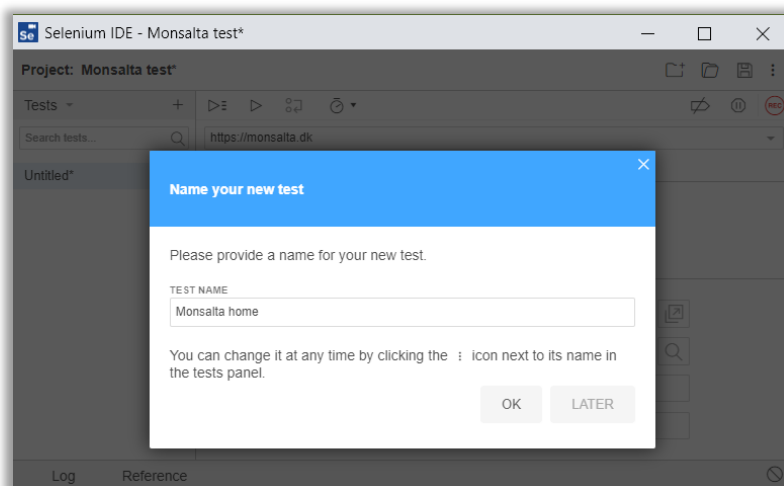 Se Selenium IDE - Monsalta test*
Project: Monsalta test*
Tests
Search tests...
https://monsalta.dk
REC
Untitled*
Name your new test
Please provide a name for your new test.
TEST NAME
Monsalta home
You can change it at any time by clicking the ⋮ icon next to its name in
the tests panel.
OK LATER
Log Reference